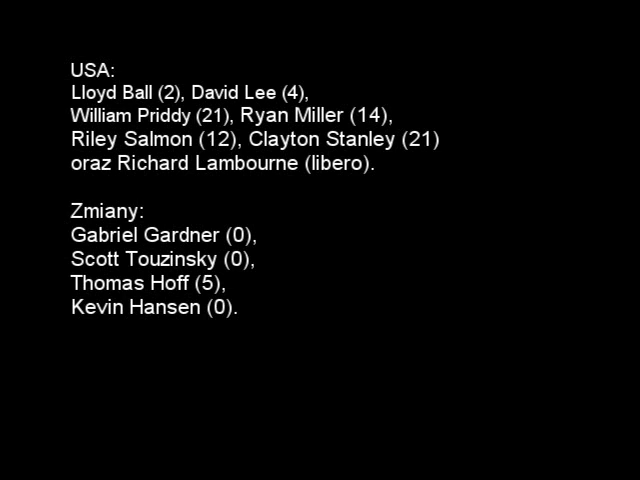 USA:
Lloyd Ball (2), David Lee (4),
William Priddy (21), Ryan Miller (14),
Riley Salmon (12), Clayton Stanley (21)
oraz Richard Lambourne (libero).
Zmiany:
Gabriel Gardner (0),
Scott Touzinsky (0),
Thomas Hoff (5),
Kevin Hansen (0).